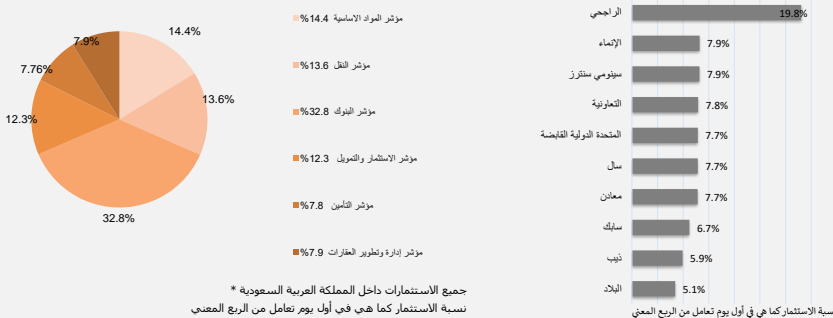 14.4%
13.6%
32.8%
12.3%
7.76%
7.9%
مؤشر المواد الاساسية 14.4%
مؤشر النقل 13.6%
مؤشر البنوك 32.8%
مؤشر الاستثمار والتمويل 12.3%
مؤشر التأمين 7.8%
مؤشر إدارة وتطوير العقارات 7.9%
جميع الاستثمارات داخل المملكة العربية السعودية *
نسبة الاستثمار كما هي في أول يوم تعامل من الربع المعني
الراجحي 19.8%
الإنماء 7.9%
سينومي سنترز 7.9%
التعاونية 7.8%
المتحدة الدولية القابضة 7.7%
سال 7.7%
معادن 7.7%
سابك 6.7%
ذيب 5.9%
البلاد 5.1%
نسبة الاستثمار كما هي في أول يوم تعامل من الربع المعني